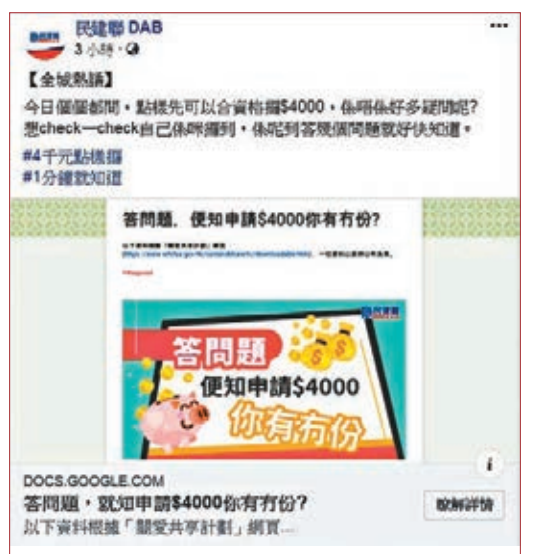 民建聯 DAB
3 小時
【全城熱議】
今日個個都問，點樣先可以合資格攞$4000，係唔係好多疑問呢?
想check一check自己係咪攞到，係呢到答幾個問題就好快知道。
#4千元點樣攞
#1分鐘就知道
答問題，便知申請$4000你有冇份?
*Required
民建聯
答問題
便知申請$4000
你有冇份
DOCS.GOOGLE.COM
答問題，就知申請$4000你有冇份?
以下資料根據「關愛共享計劃」網頁...
瞭解詳情